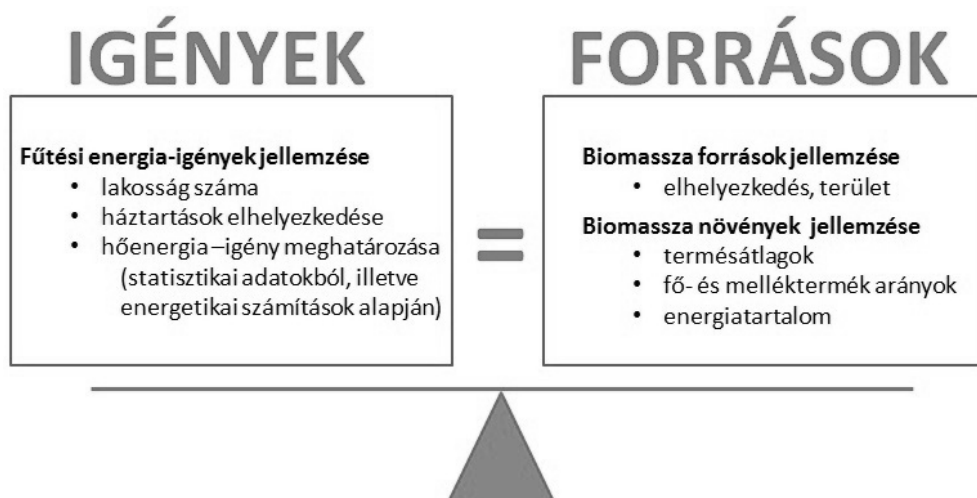 IGÉNYEK
Fűtési energia-igények jellemzése
• lakosság száma
• háztartások elhelyezkedése
• hőenergia–igény meghatározása
(statisztikai adatokból, illetve
energetikai számítások alapján)
=
FORRÁSOK
Biomassza források jellemzése
• elhelyezkedés, terület
Biomassza növények jellemzése
• termésátlagok
• fő- és melléktermék arányok
• energiatartalom